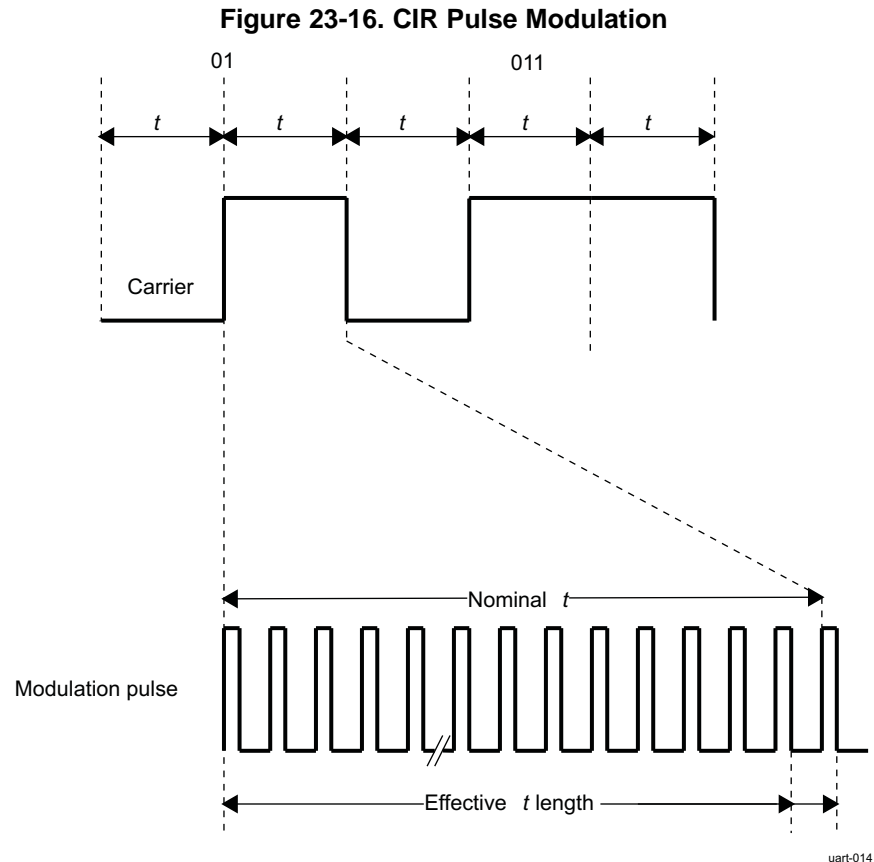 Figure 23-16. CIR Pulse Modulation
01 011
t t t t t
Carrier
Nominal t
Modulation pulse
Effective t length
uart-014